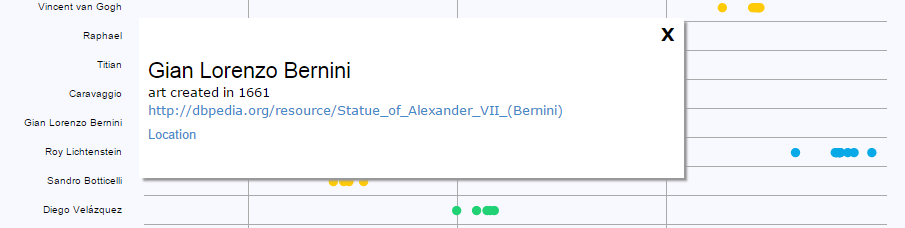 Vincent van Gogh
Raphael
Titian
Caravaggio
Gian Lorenzo Bernini
Roy Lichtenstein
Sandro Botticelli
Diego Velázquez
X
Gian Lorenzo Bernini
art created in 1661
http://dbpedia.org/resource/Statue_of_Alexander_VII_(Bernini)
Location